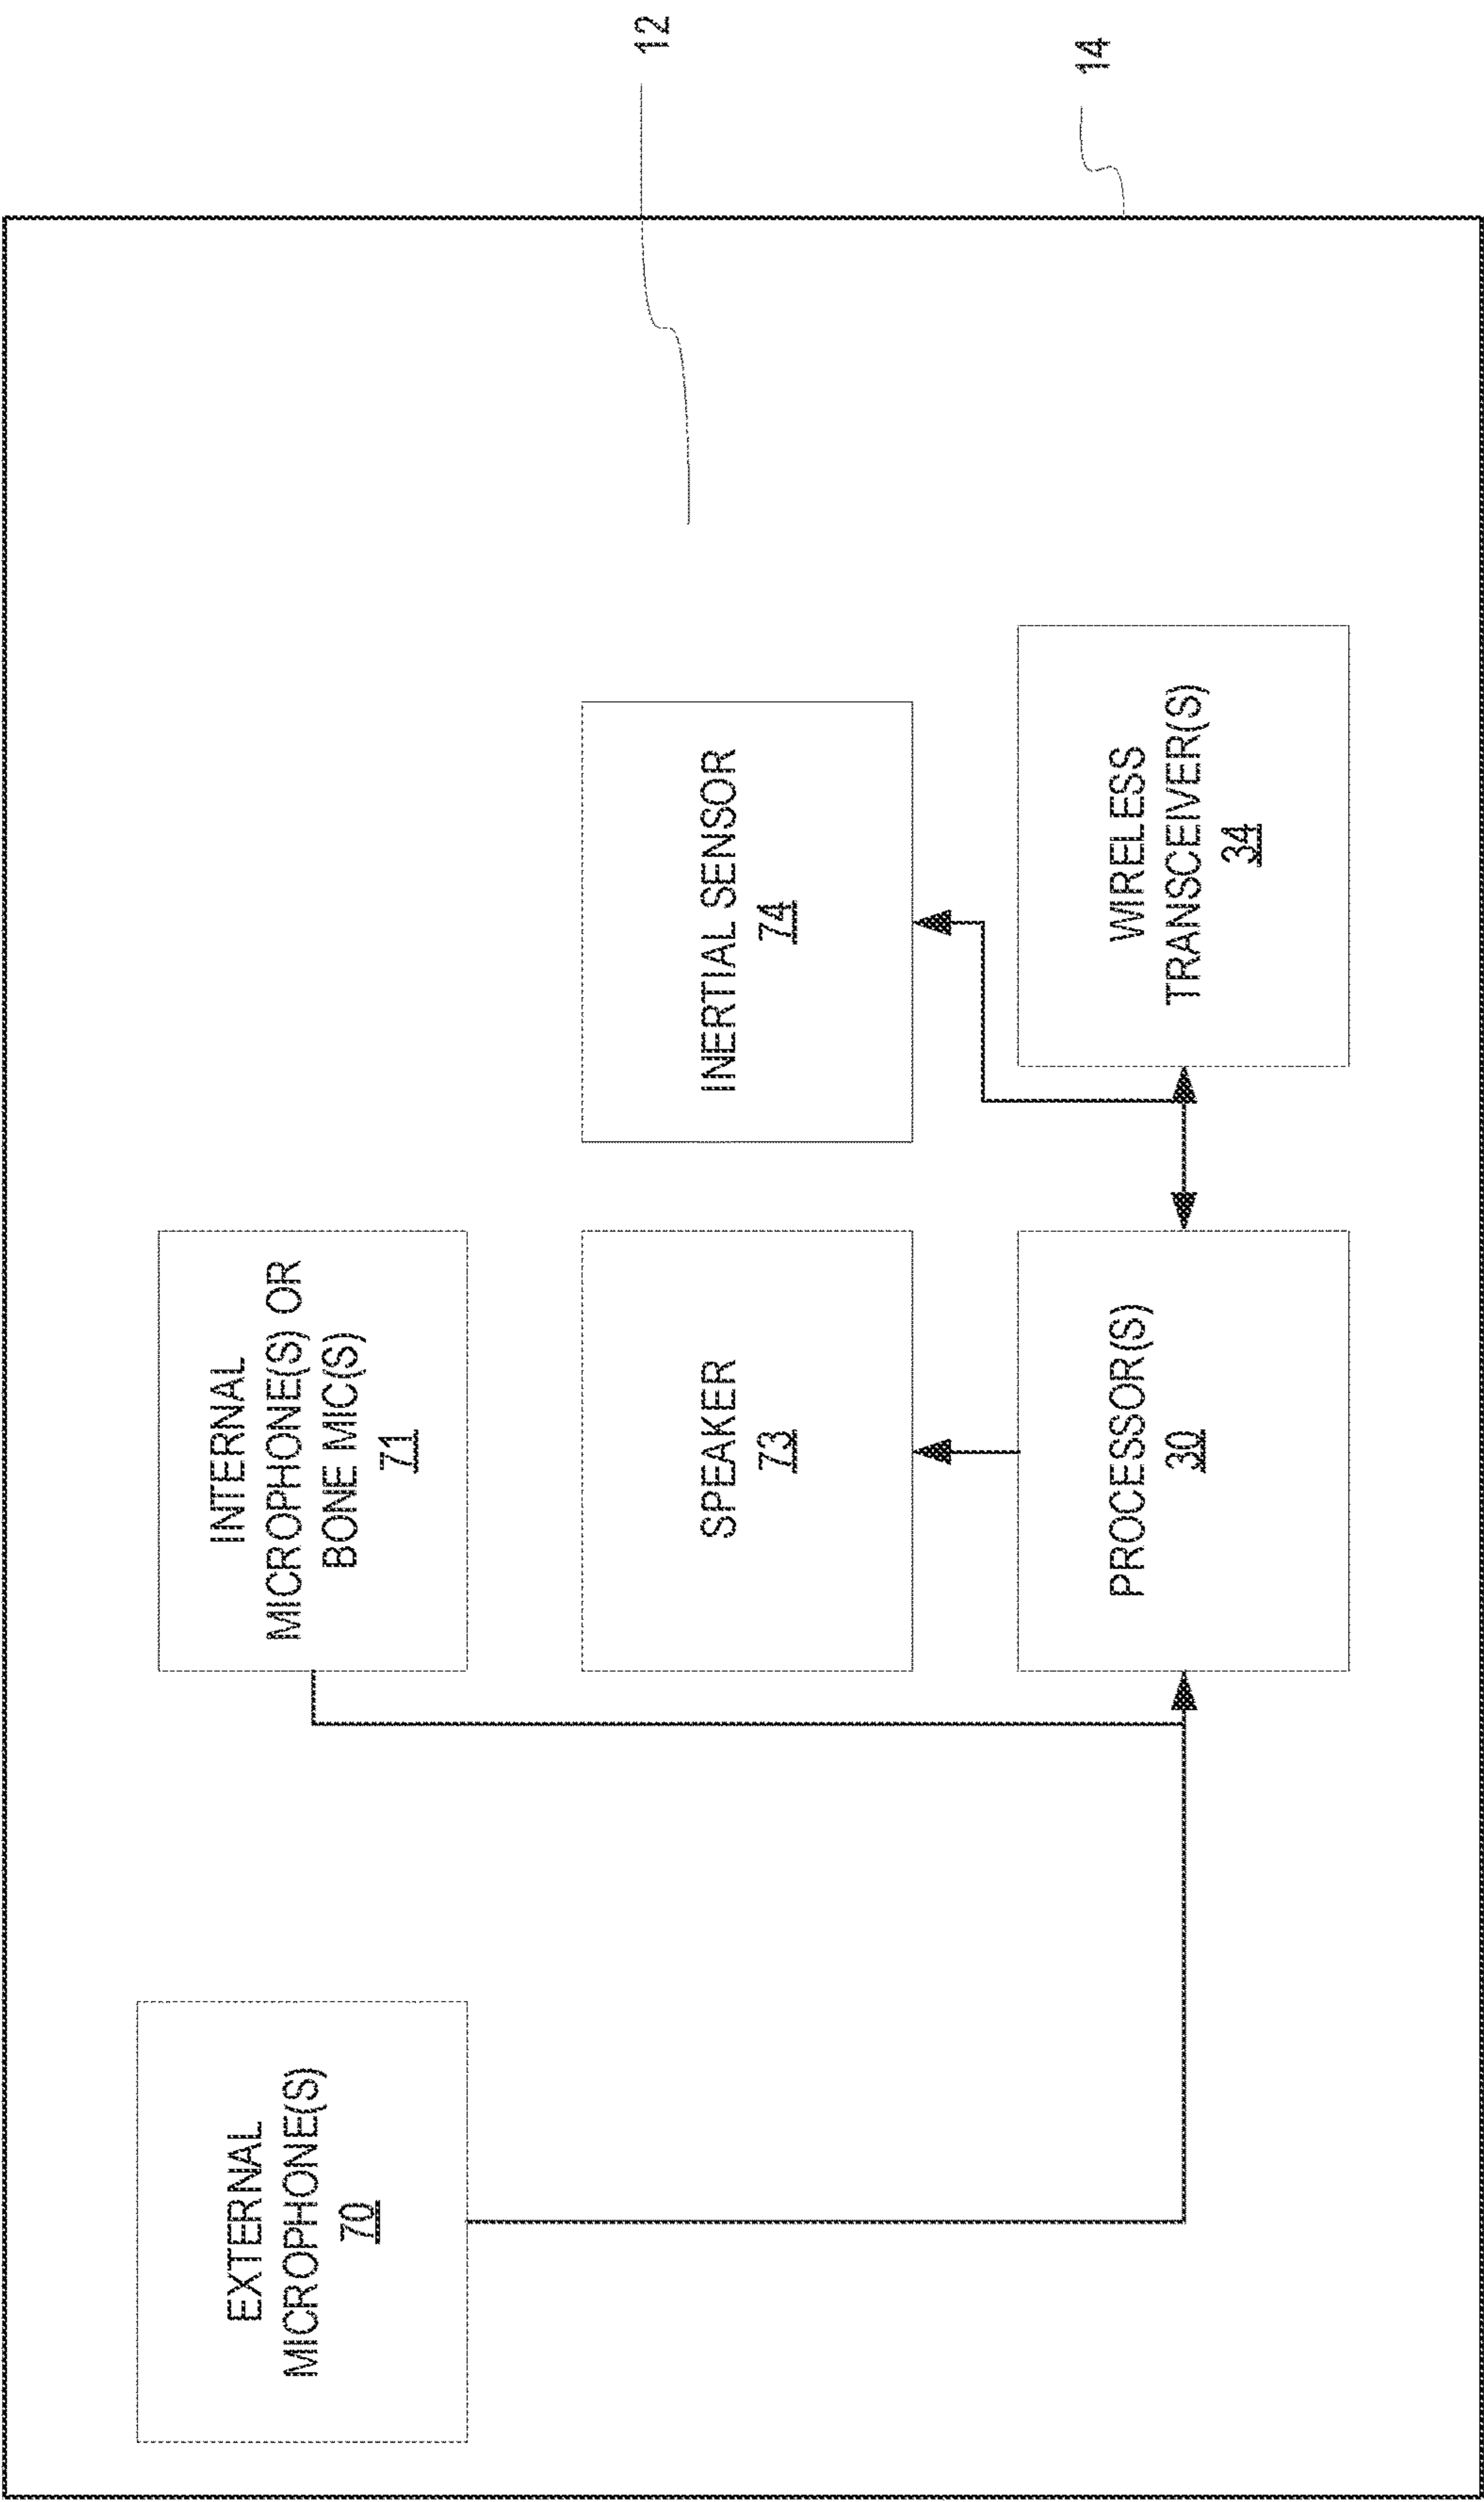 EXTERNAL
MICROPHONE(S)
70
INTERNAL
MICROPHONE(S) OR
BONE MIC(S)
71
SPEAKER
73
INERTIAL SENSOR
74
PROCESSOR(S)
30
WIRELESS
TRANSCEIVER(S)
34
12
14